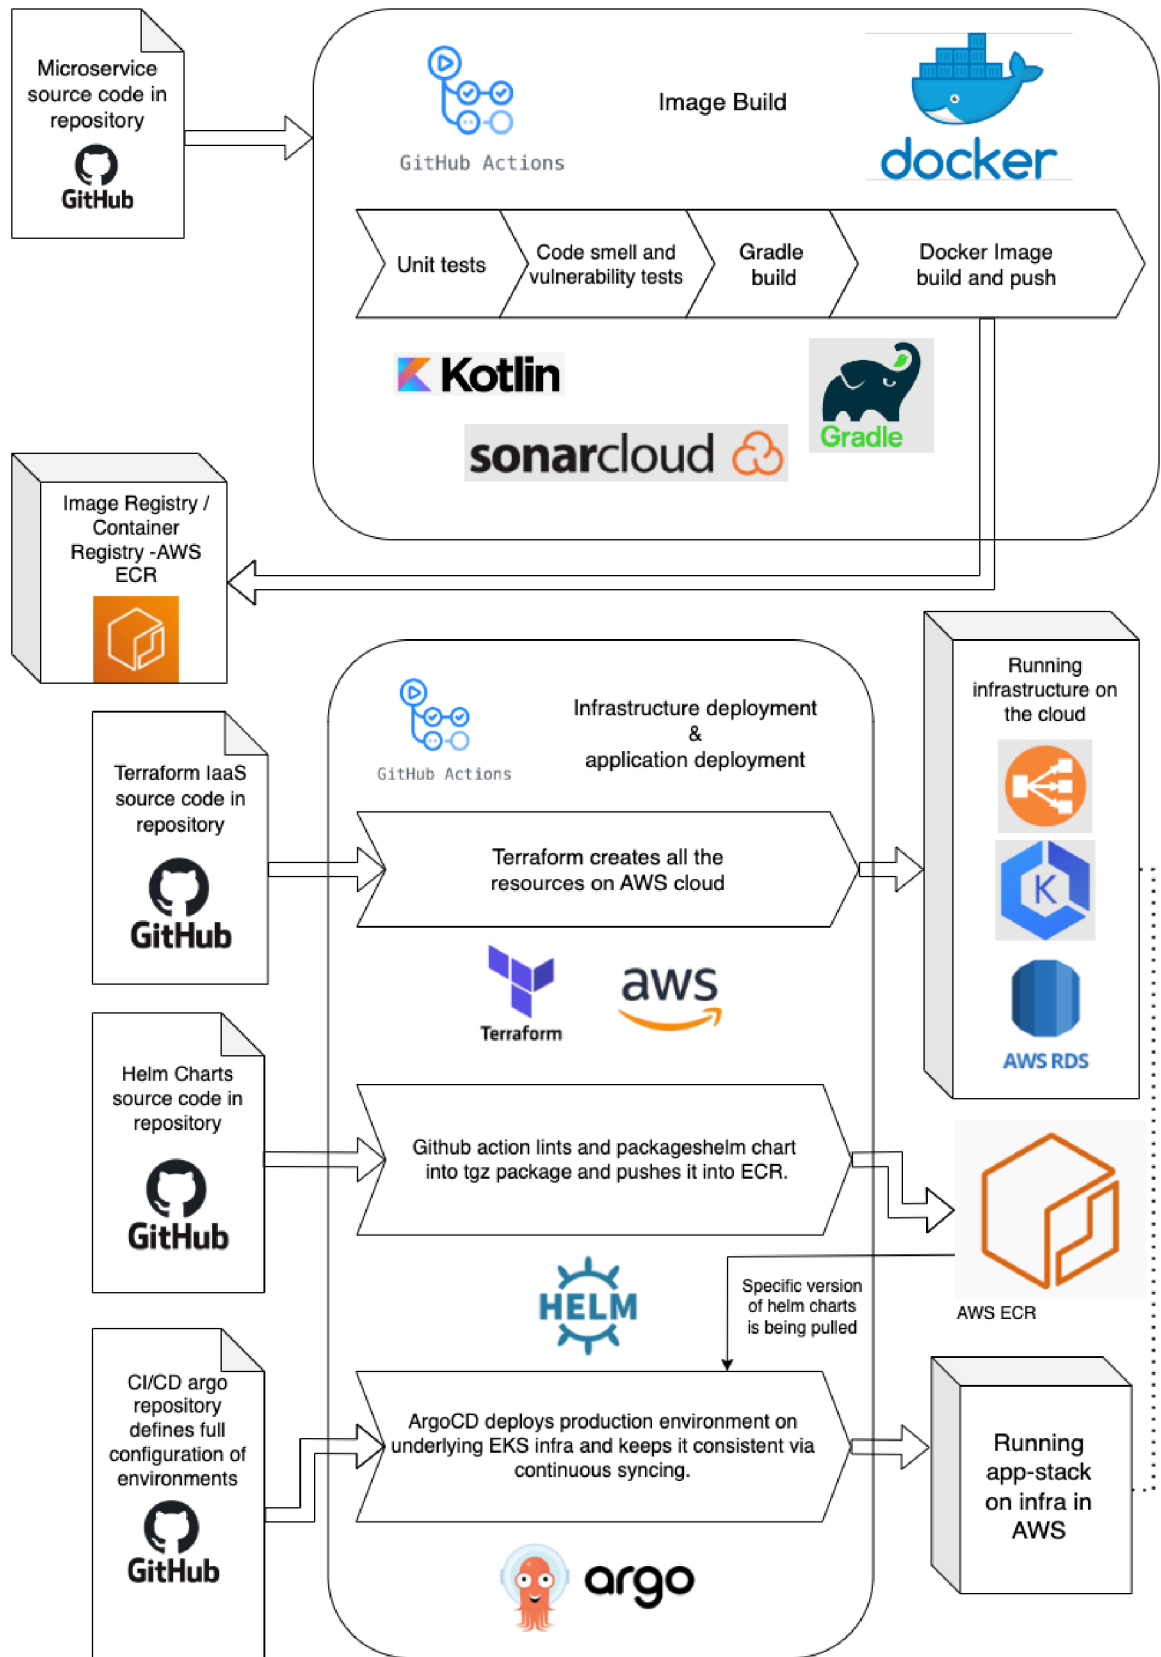 Microservice
source code in
repository
GitHub
GitHub Actions
Image Build
docker
Unit tests
Code smell and
vulnerability tests
Gradle
build
Docker Image
build and push
Kotlin
sonarcloud
Gradle
Image Registry /
Container
Registry -AWS
ECR
GitHub Actions
Infrastructure deployment
&
application deployment
Running
infrastructure on
the cloud
K
AWS RDS
Terraform IaaS
source code in
repository
GitHub
Terraform creates all the
resources on AWS cloud
Terraform
aws
Helm Charts
source code in
repository
GitHub
Github action lints and packageshelm chart
into tgz package and pushes it into ECR.
HELM
AWS ECR
Specific version
of helm charts
is being pulled
CI/CD argo
repository
defines full
configuration of
environments
GitHub
ArgoCD deploys production environment on
underlying EKS infra and keeps it consistent via
continuous syncing.
argo
Running
app-stack
on infra in
AWS